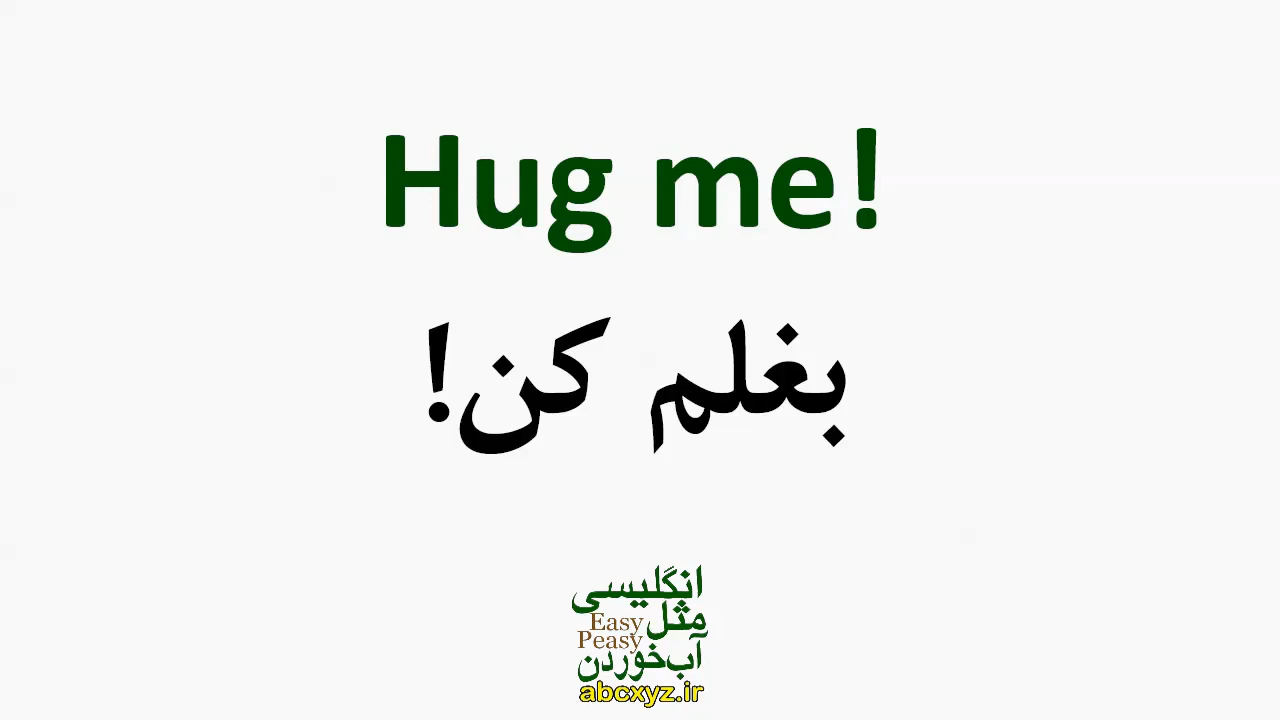 Hug me!
بغلم کن!
انگلیسی
مثل Easy
Peasy
آب‌خوردن
abcxyz.ir